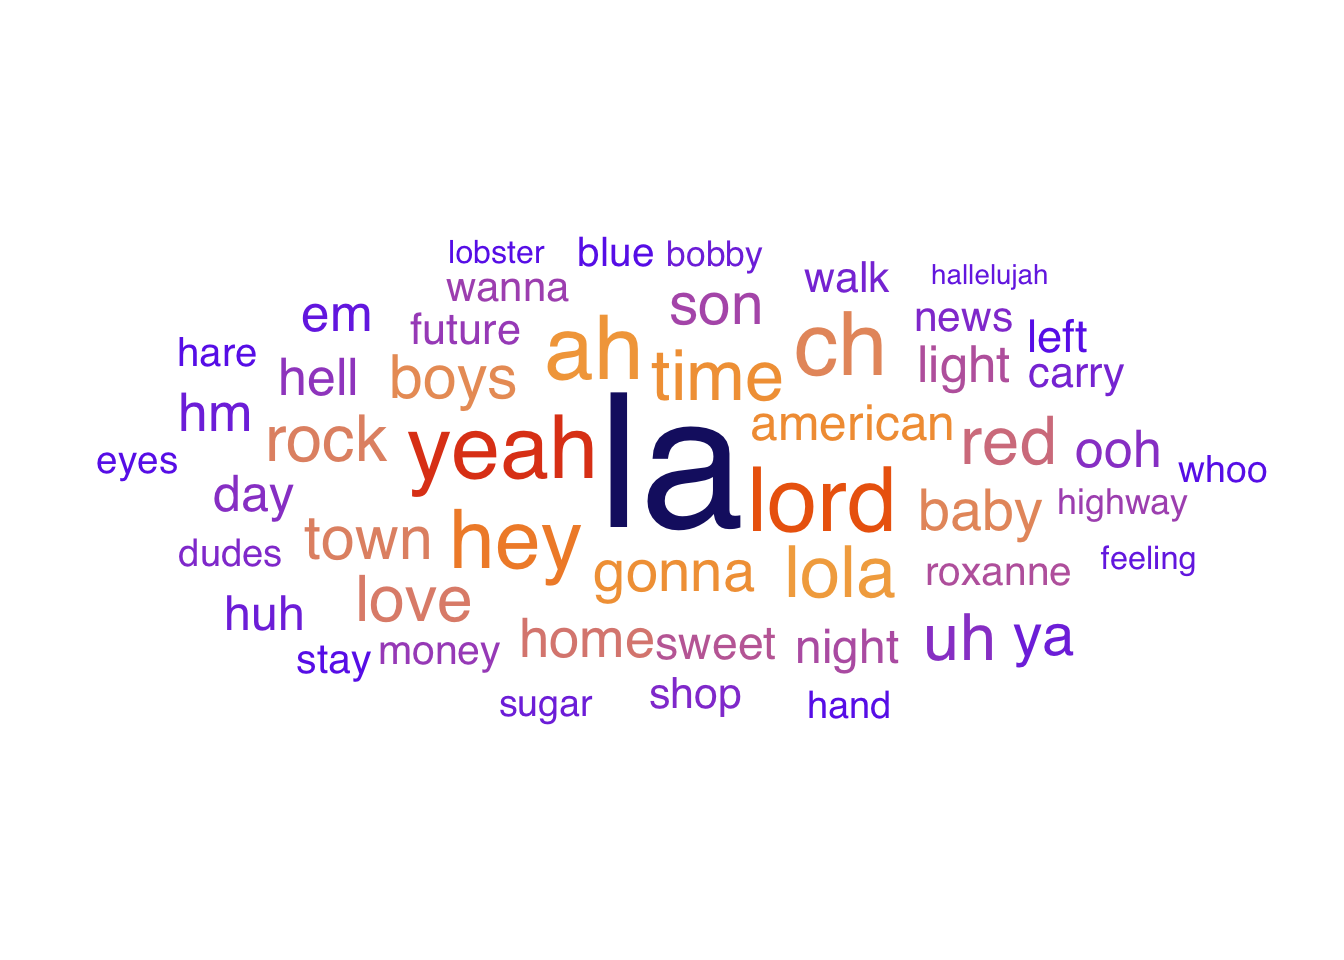 lobster blue bobby
wanna son walk hallelujah
em future ah ch news left
hare hell boys time light carry
hm rock yeah la american red ooh
eyes day lord baby highway whoo
dudes town hey gonna lola roxanne feeling
huh love home sweet night uh ya
stay money
sugar shop hand